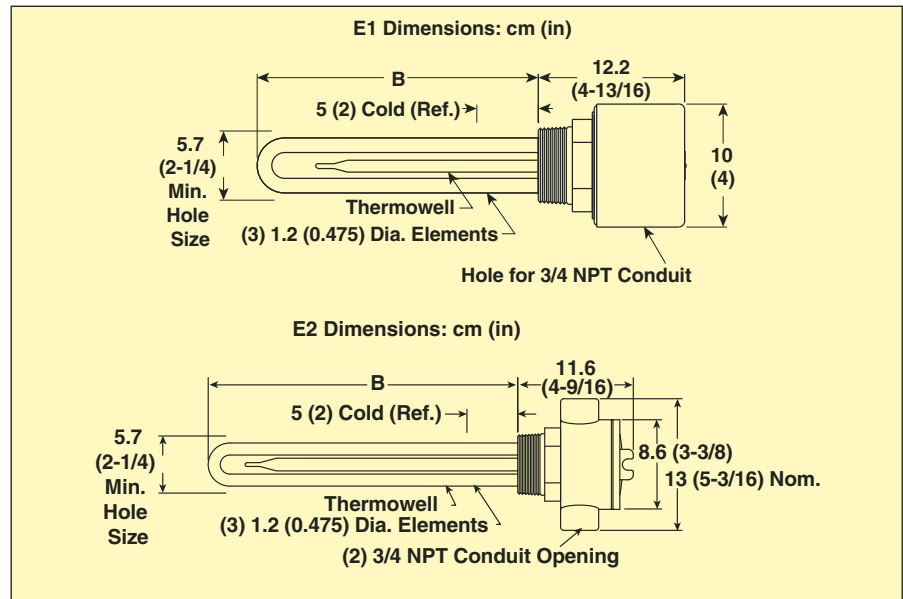 E1 Dimensions: cm (in)
B
12.2
(4-13/16)
5 (2) Cold (Ref.)
5.7
(2-1/4)
Min.
Hole
Size
10
(4)
Thermowell
(3) 1.2 (0.475) Dia. Elements
Hole for 3/4 NPT Conduit
E2 Dimensions: cm (in)
B
11.6
(4-9/16)
5 (2) Cold (Ref.)
5.7
(2-1/4)
Min.
Hole
Size
8.6 (3-3/8)
13 (5-3/16) Nom.
Thermowell
(3) 1.2 (0.475) Dia. Elements
(2) 3/4 NPT Conduit Opening